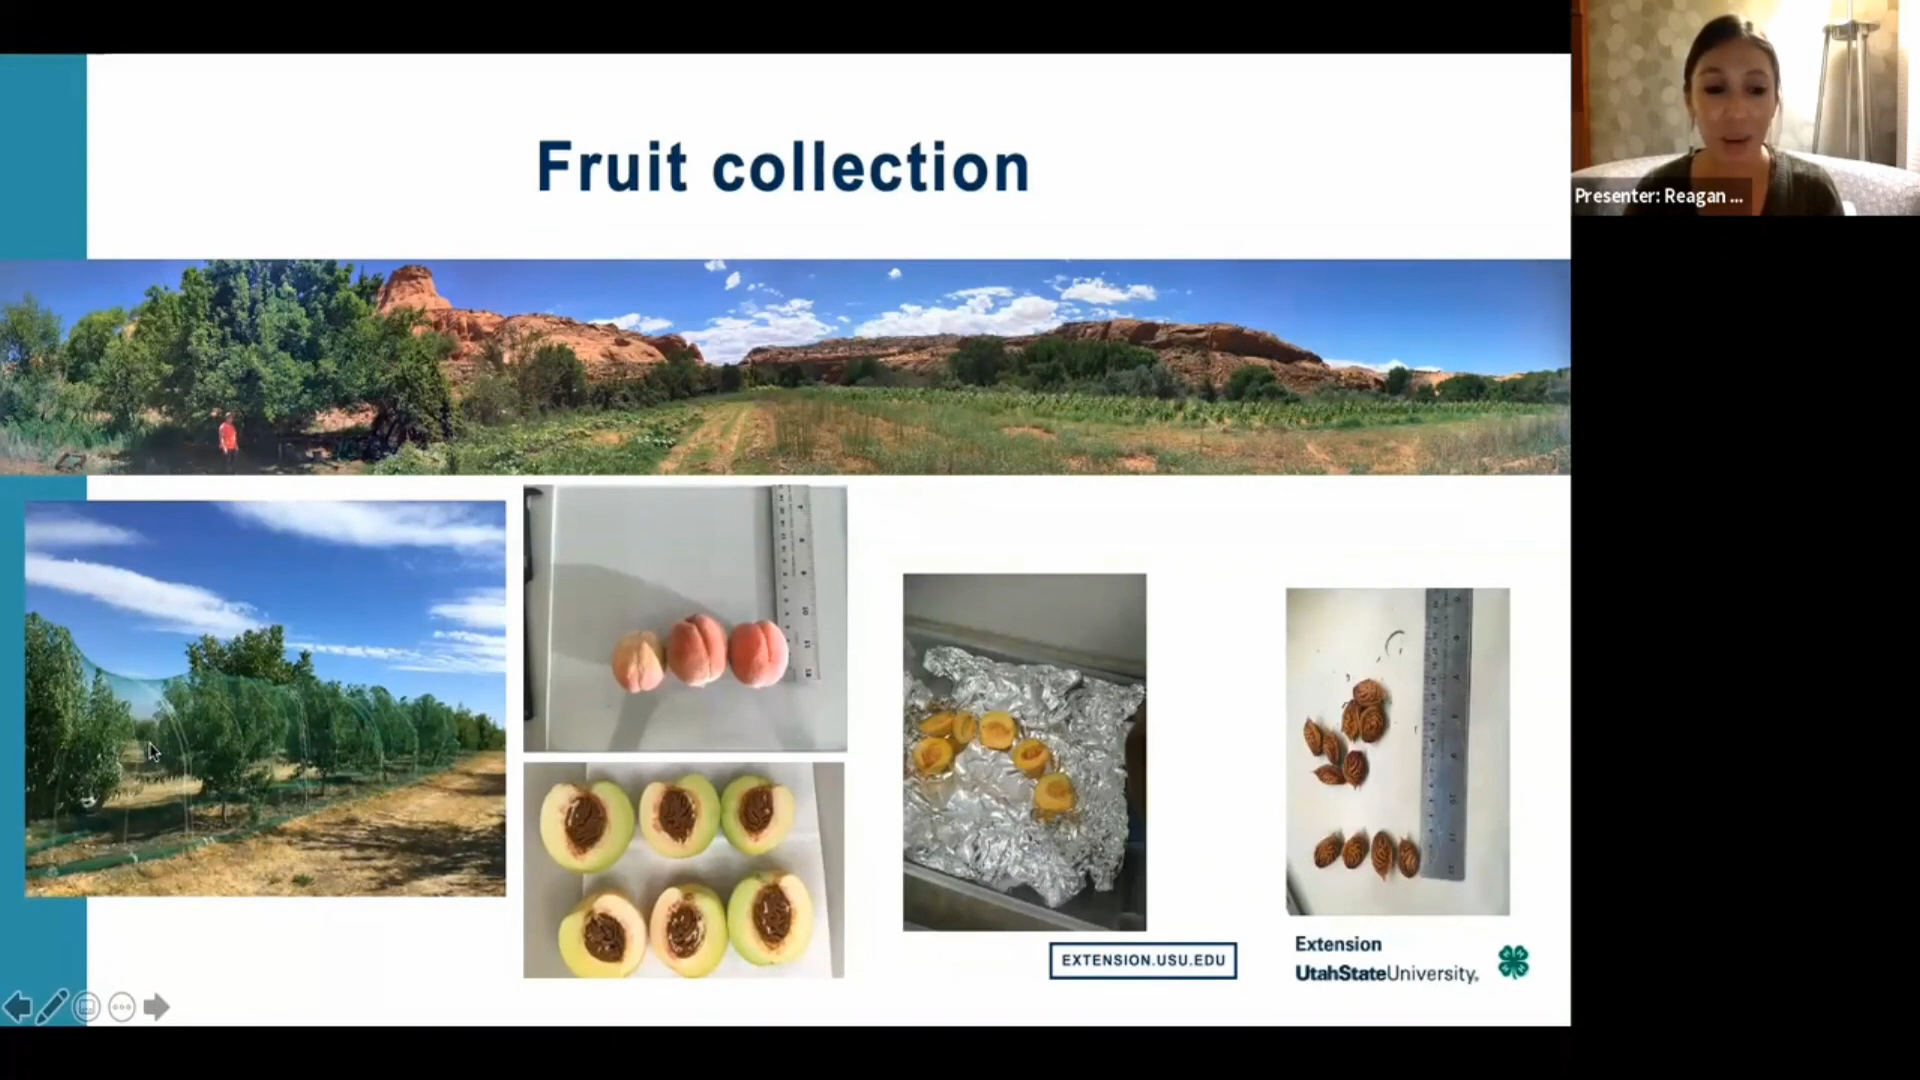 Fruit collection
Presenter: Reagan ...
EXTENSION.USU.EDU
Extension
UtahStateUniversity®